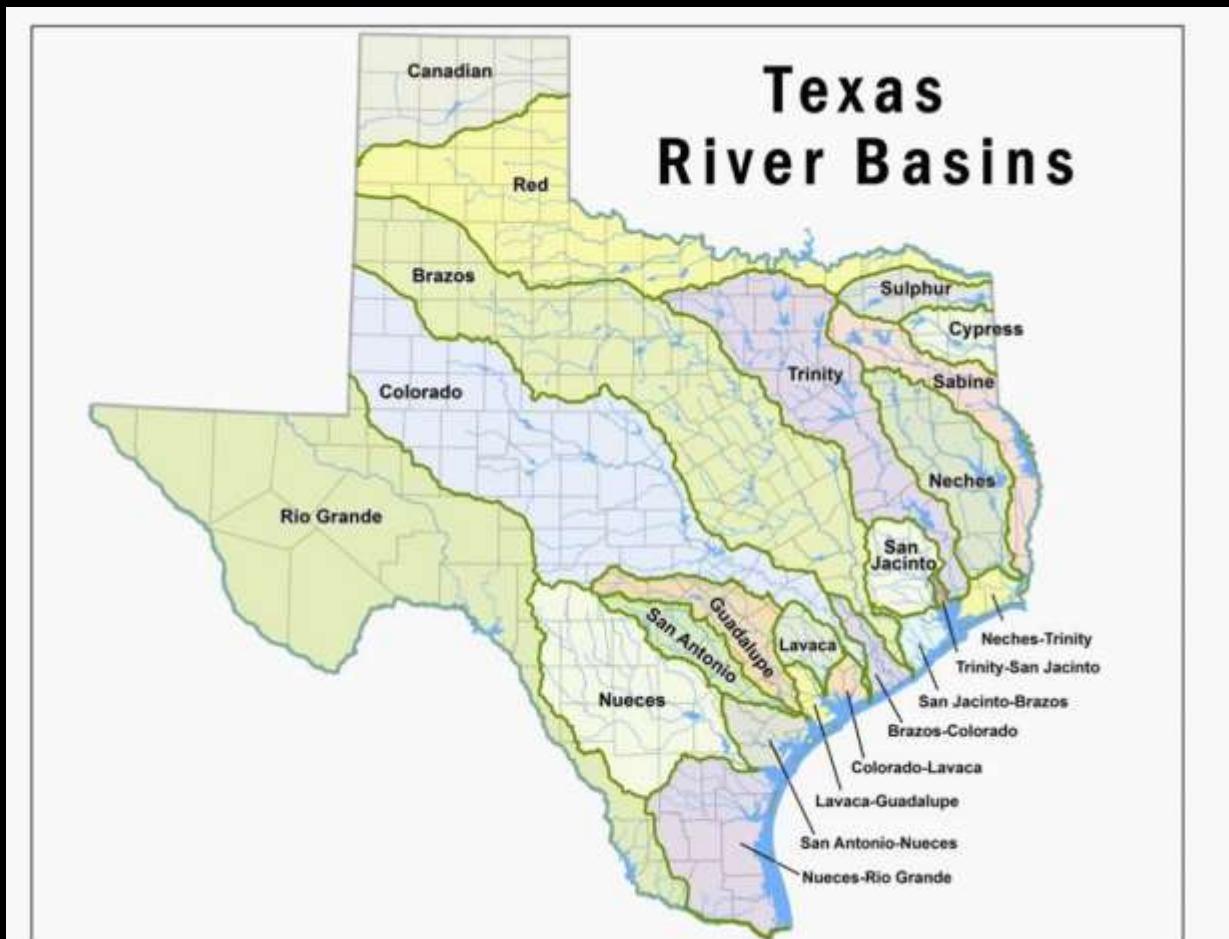 Texas
River Basins
Canadian
Red
Brazos
Sulphur
Cypress
Trinity
Sabine
Colorado
Neches
Rio Grande
San
Jacinto
Guadalupe
San Antonio
Lavaca
Nueces
Neches-Trinity
Trinity-San Jacinto
San Jacinto-Brazos
Brazos-Colorado
Colorado-Lavaca
Lavaca-Guadalupe
San Antonio-Nueces
Nueces-Rio Grande